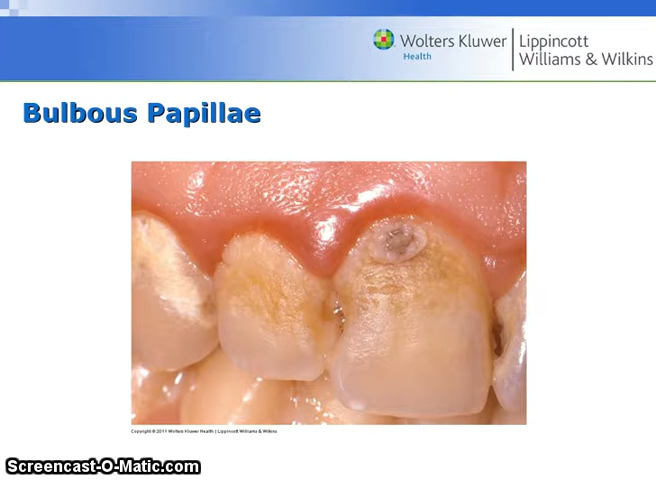 Wolters Kluwer
Health
Lippincott
Williams & Wilkins
Bulbous Papillae
Copyright © 2011 Wolters Kluwer Health | Lippincott Williams & Wilkins
Screencast-O-Matic.com